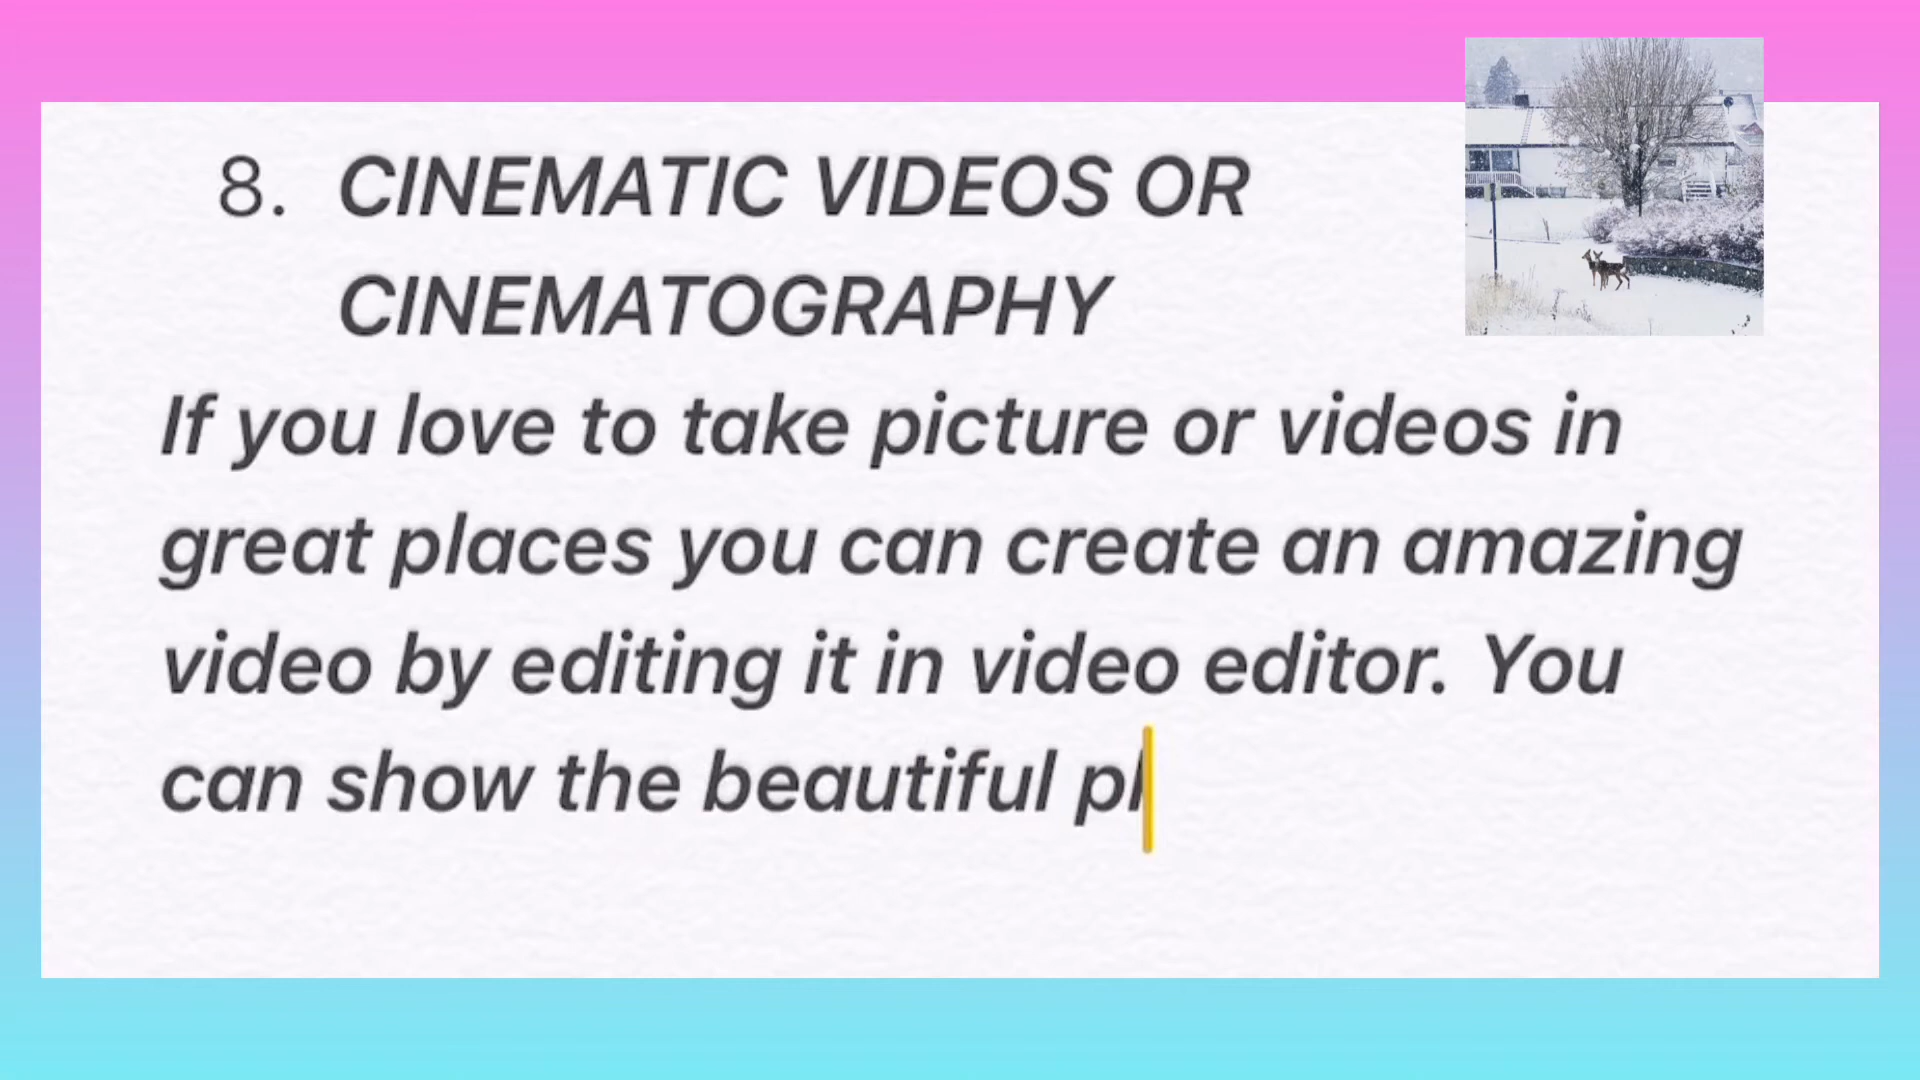 8. CINEMATIC VIDEOS OR
CINEMATOGRAPHY
If you love to take picture or videos in
great places you can create an amazing
video by editing it in video editor. You
can show the beautiful pl